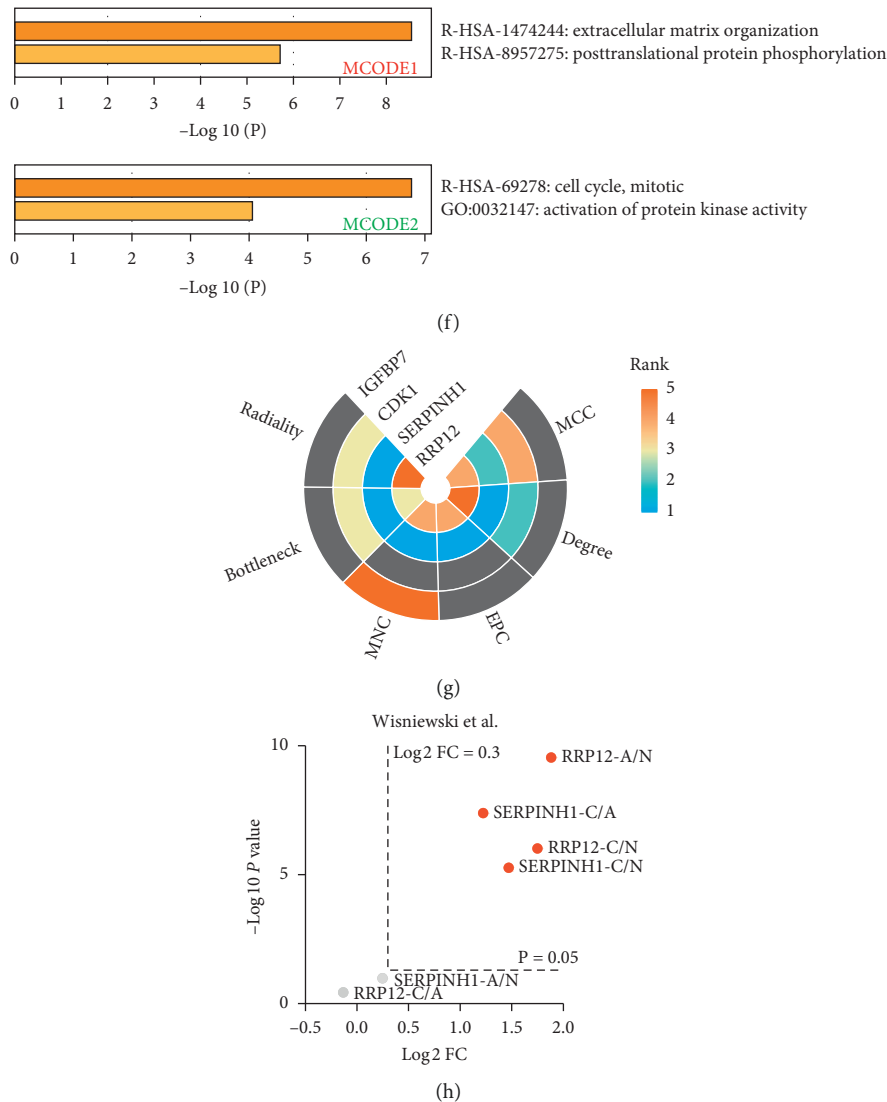 R-HSA-1474244: extracellular matrix organization
R-HSA-8957275: posttranslational protein phosphorylation
MCODE1
0 1 2 3 4 5 6 7 8
–Log 10 (P)
R-HSA-69278: cell cycle, mitotic
GO:0032147: activation of protein kinase activity
MCODE2
0 1 2 3 4 5 6 7
–Log 10 (P)
(f)
IGFBP7
CDK1
SERPINH1
RRP12
Radiality
Bottleneck
MNC
EPC
Degree
MCC
Rank
5
4
3
2
1
(g)
Wisniewski et al.
10
5
0
–Log10 P value
Log2 FC = 0.3
RRP12-A/N
SERPINH1-C/A
RRP12-C/N
SERPINH1-C/N
P = 0.05
SERPINH1-A/N
RRP12-C/A
–0.5 0.0 0.5 1.0 1.5 2.0
Log2 FC
(h)